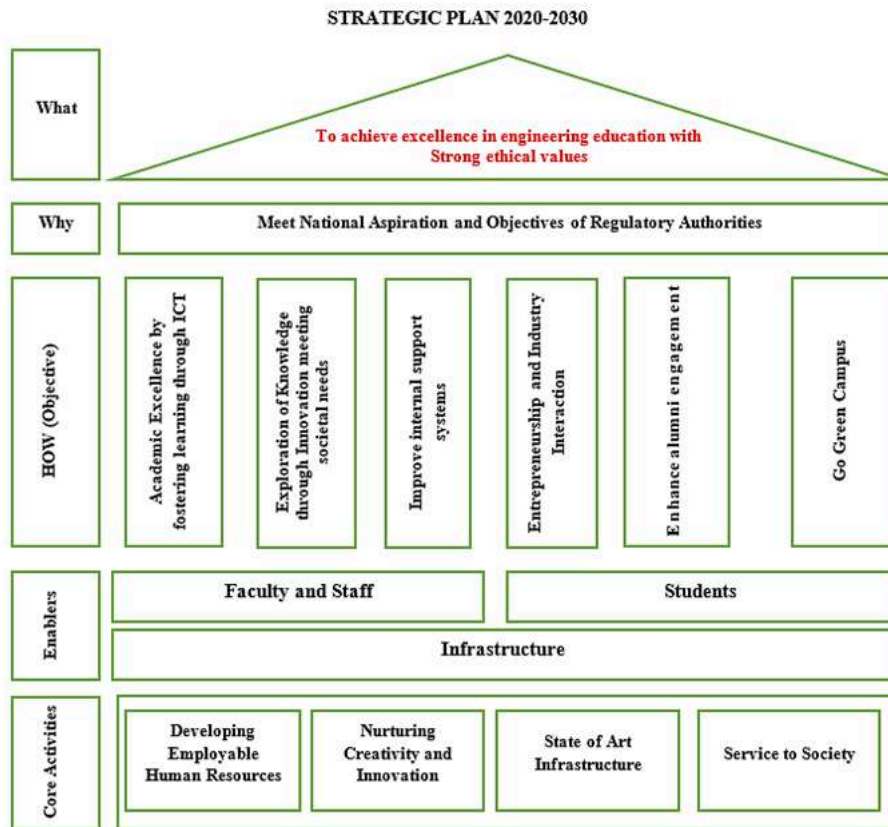 STRATEGIC PLAN 2020-2030
What
To achieve excellence in engineering education with
Strong ethical values
Why
Meet National Aspiration and Objectives of Regulatory Authorities
HOW (Objective)
Academic Excellence by
fostering learning through ICT
Exploration of Knowledge
through Innovation meeting
societal needs
Improve internal support
systems
Entrepreneurship and Industry
Interaction
Enhance alumni engagement
Go Green Campus
Enablers
Faculty and Staff
Students
Infrastructure
Core Activities
Developing
Employable
Human Resources
Nurturing
Creativity and
Innovation
State of Art
Infrastructure
Service to Society